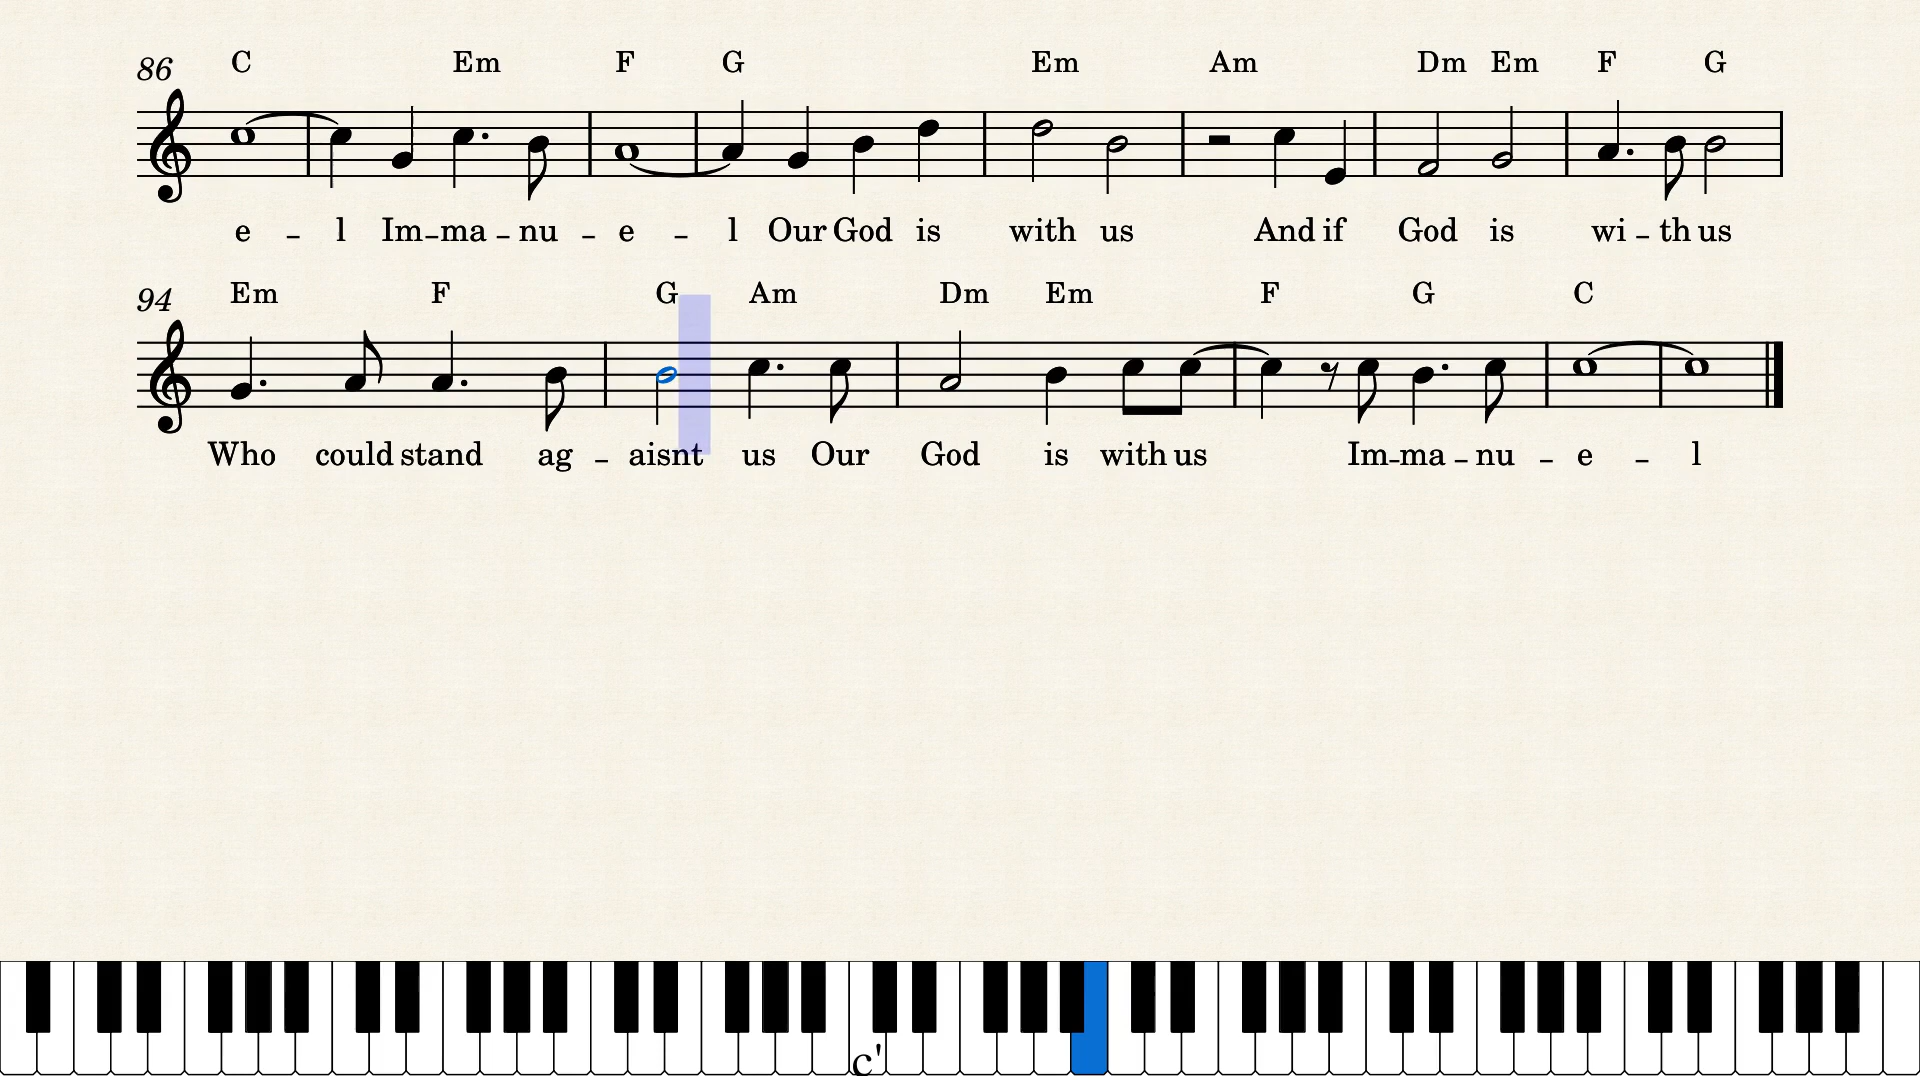 86 C Em F G Em Am Dm Em F G
e - l Im-ma - nu - e - l Our God is with us And if God is wi - th us
94 Em F G Am Dm Em F G C
Who could stand ag - aisnt us Our God is with us Im-ma - nu - e - l
c'